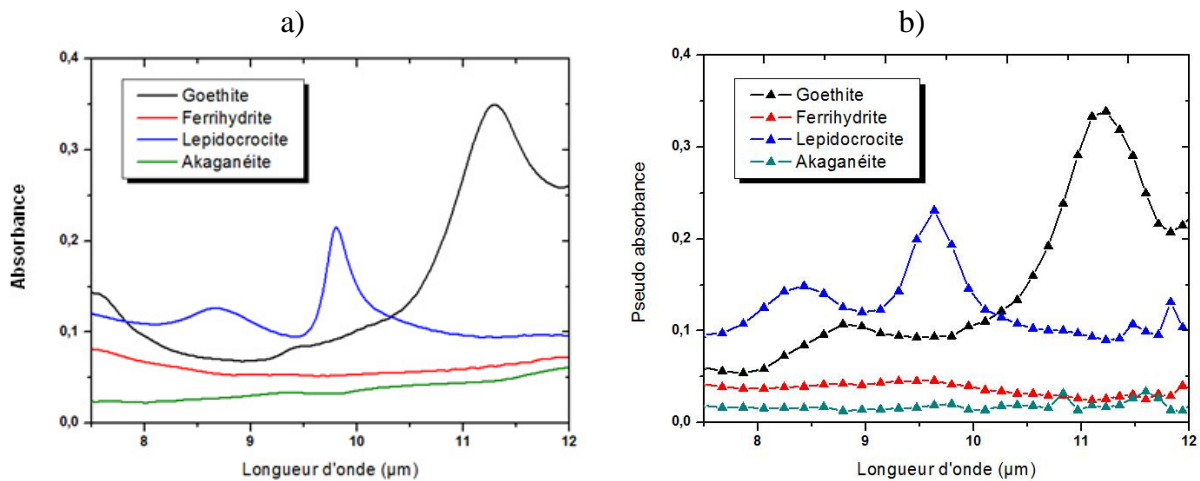 a)
0,4
0,3
0,2
0,1
0,0
Absorbance
Goethite
Ferrihydrite
Lepidocrocite
Akaganéite
8
9
10
11
12
Longueur d'onde (µm)
b)
0,4
0,3
0,2
0,1
0,0
Pseudo absorbance
Goethite
Ferrihydrite
Lepidocrocite
Akaganéite
8
9
10
11
12
Longueur d'onde (µm)